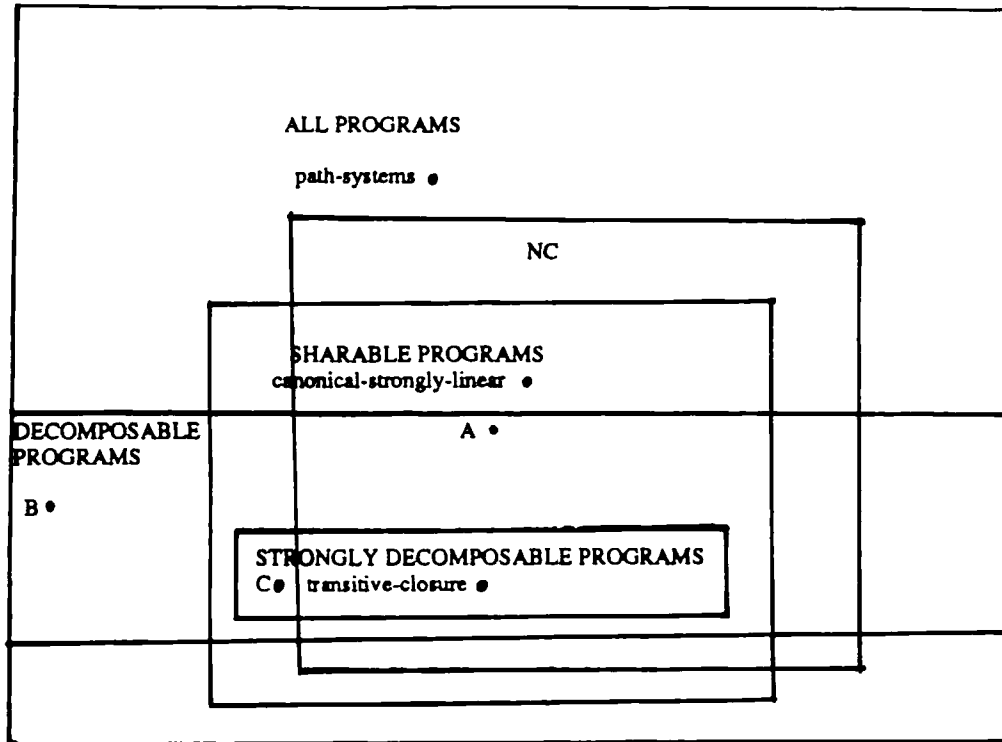 ALL PROGRAMS
path-systems
NC
SHARABLE PROGRAMS
canonical-strongly-linear
DECOMPOSABLE
PROGRAMS
A
B
STRONGLY DECOMPOSABLE PROGRAMS
C transitive-closure